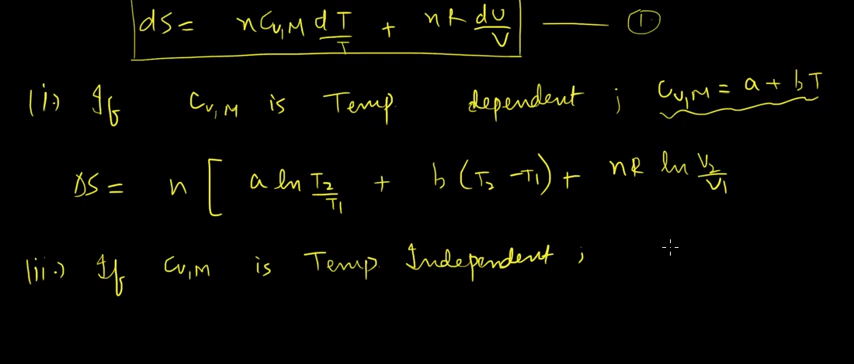 dS = nCv,M dT/T + nR dv/V —— ①
(i.) If Cv,M is Temp dependent ; Cv,M = a + bT
ΔS = n [ a ln T2/T1 + b (T2 - T1) + nR ln V2/V1
(ii.) If Cv,M is Temp Independent ;